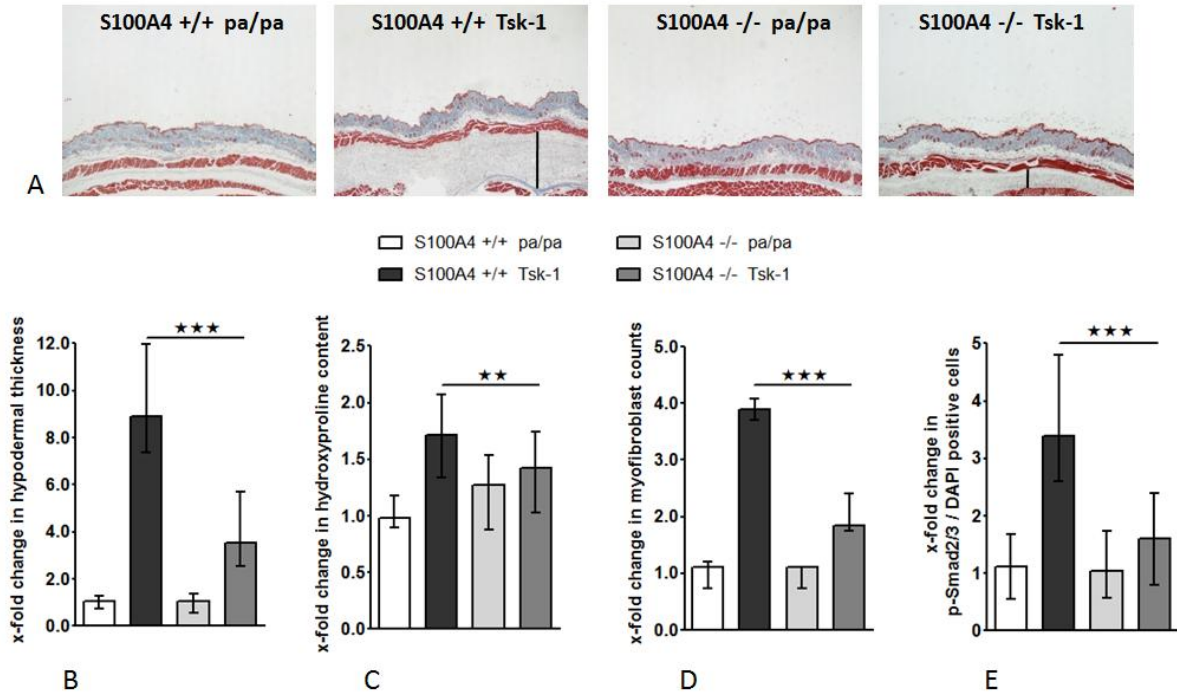 S100A4 +/+ pa/pa
S100A4 +/+ Tsk-1
S100A4 -/- pa/pa
S100A4 -/- Tsk-1
A
S100A4 +/+ pa/pa
S100A4 -/- pa/pa
S100A4 +/+ Tsk-1
S100A4 -/- Tsk-1
x-fold change in hypodermal thickness
12.0
10.0
8.0
6.0
4.0
2.0
0.0
★★★
B
x-fold change in hydroxyproline content
2.5
2.0
1.5
1.0
0.5
0.0
★★
C
x-fold change in myofibroblast counts
5.0
4.0
3.0
2.0
1.0
0.0
★★★
D
x-fold change in
p-Smad2/3 / DAPI positive cells
5
4
3
2
1
0
★★★
E